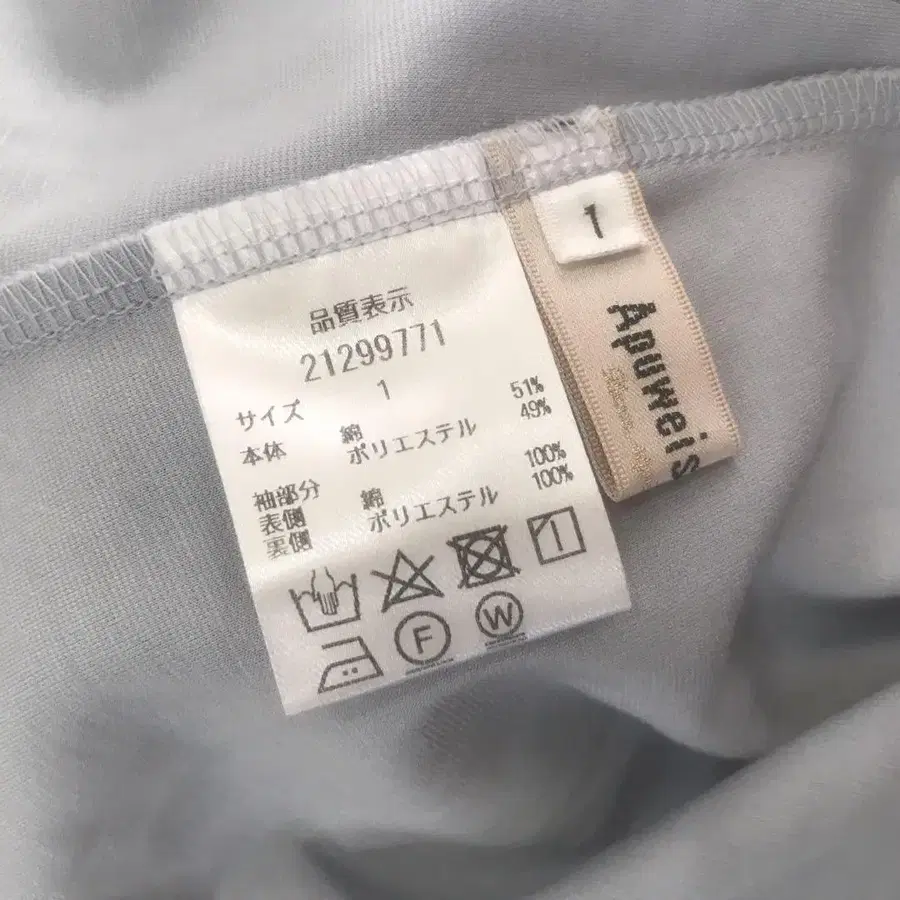 品質表示
21299771
サイズ 1
本体 綿 51%
ポリエステル 49%
袖部分
表側 綿 100%
裏側 ポリエステル 100%
F
W
1
Apuweis